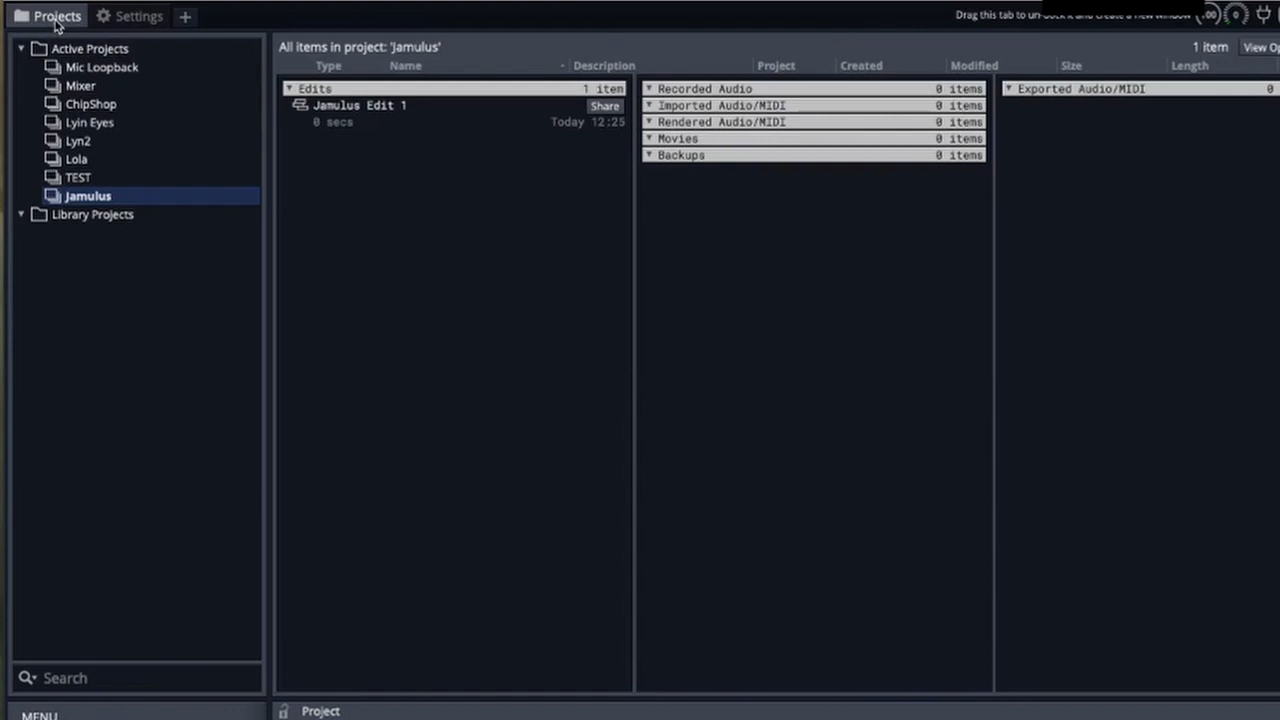 Projects Settings +
Drag this tab to un-dock it and create a new window
Active Projects
Mic Loopback
Mixer
ChipShop
Lyin Eyes
Lyn2
Lola
TEST
Jamulus
Library Projects
Search
MENU
All items in project: 'Jamulus' 1 item View Op
Type Name Description Project Created Modified Size Length
Edits 1 item
Jamulus Edit 1 Share
0 secs Today 12:25
Recorded Audio 0 items
Imported Audio/MIDI 0 items
Rendered Audio/MIDI 0 items
Movies 0 items
Backups 0 items
Exported Audio/MIDI 0
Project